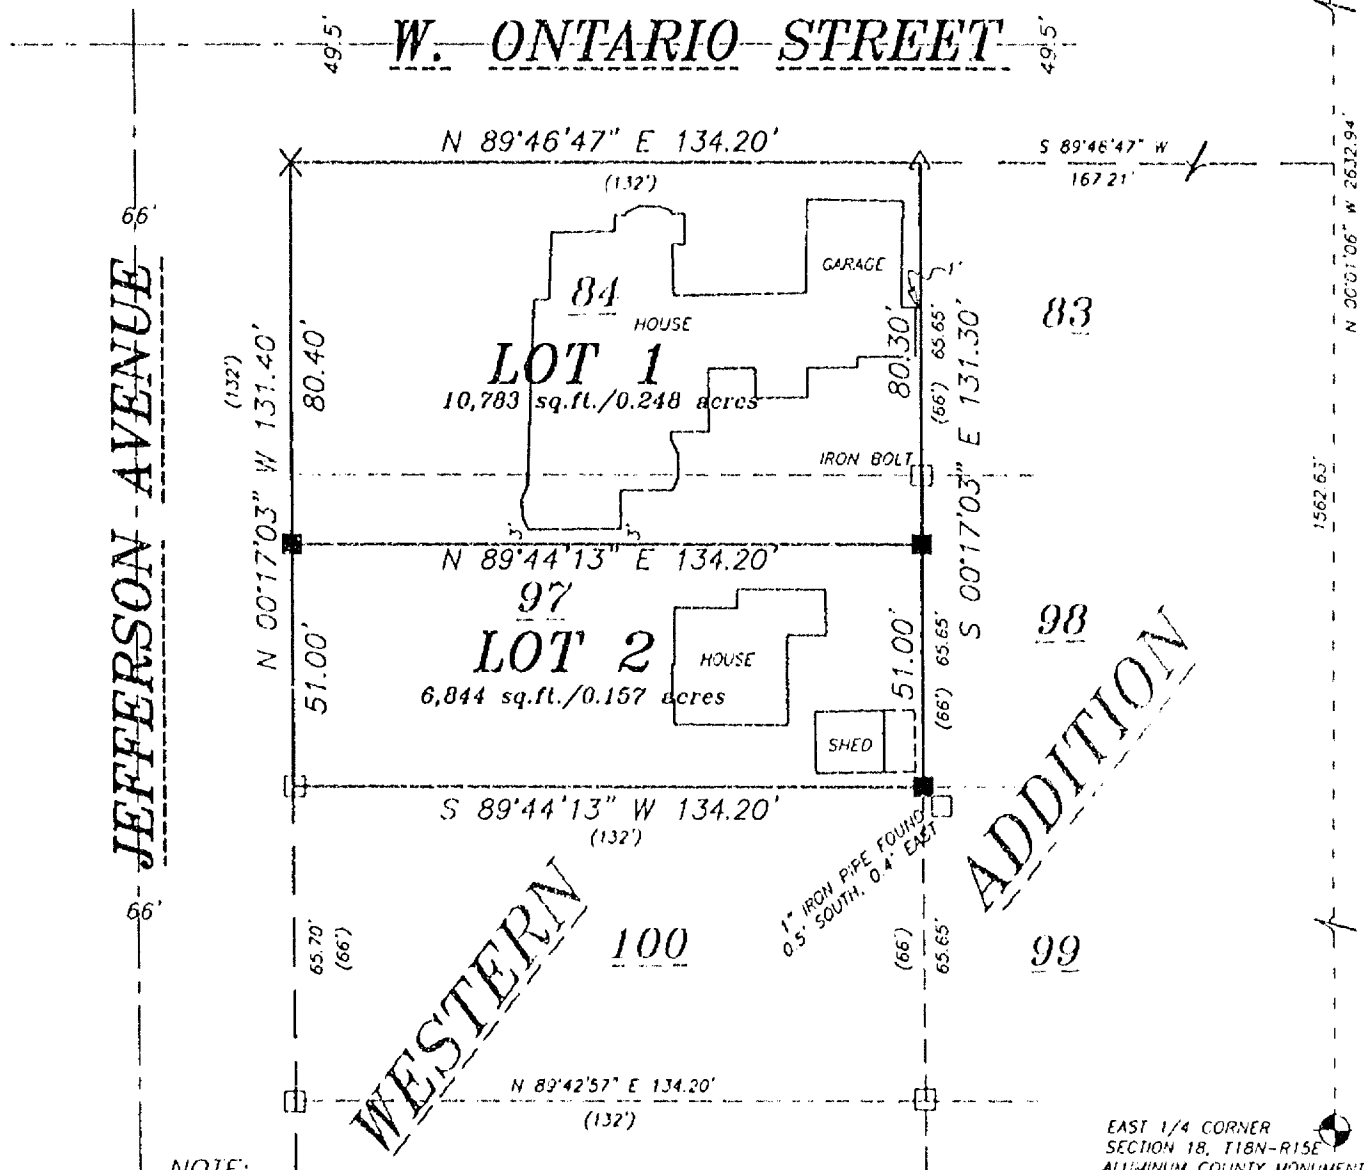 W. ONTARIO STREET
49.5'
49.5'
N 89°46'47" E 134.20'
(132')
S 89°46'47" W
167.21'
N 00°01'06" W 2632.94'
66'
JEFFERSON AVENUE
(132')
N 00°17'03" W 131.40'
80.40'
84
HOUSE
GARAGE
1'
LOT 1
10,783 sq.ft./0.248 acres
80.30'
65.65'
(66')
S 00°17'03" E 131.30'
83
IRON BOLT
1562.63'
3'
3'
N 89°44'13" E 134.20'
97
LOT 2
6,844 sq.ft./0.157 acres
HOUSE
51.00'
51.00'
65.65'
(66')
98
SHED
S 89°44'13" W 134.20'
(132')
1" IRON PIPE FOUND
0.5' SOUTH, 0.4' EAST
WESTERN
ADDITION
66'
65.70'
(66')
100
(66')
65.65'
99
N 89°42'57" E 134.20'
(132')
EAST 1/4 CORNER
SECTION 18, T18N-R15E
ALUMINUM COUNTY MONUMENT
NOTE: